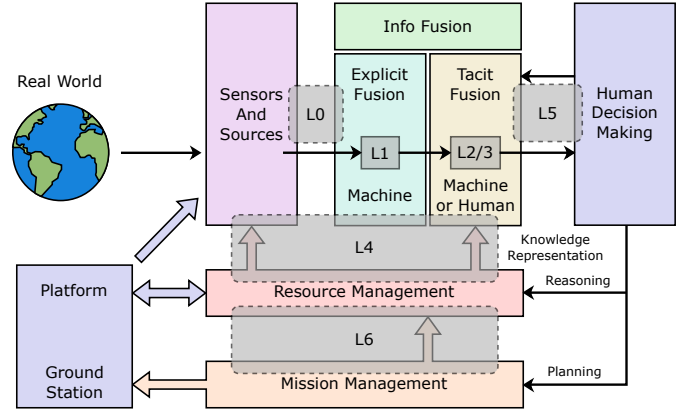 Info Fusion
Real World
Sensors
And
Sources
L0
Explicit
Fusion
L1
Machine
Tacit
Fusion
L2/3
Machine
or Human
L5
Human
Decision
Making
L4
Knowledge
Representation
Platform
Resource Management
Reasoning
L6
Ground
Station
Mission Management
Planning